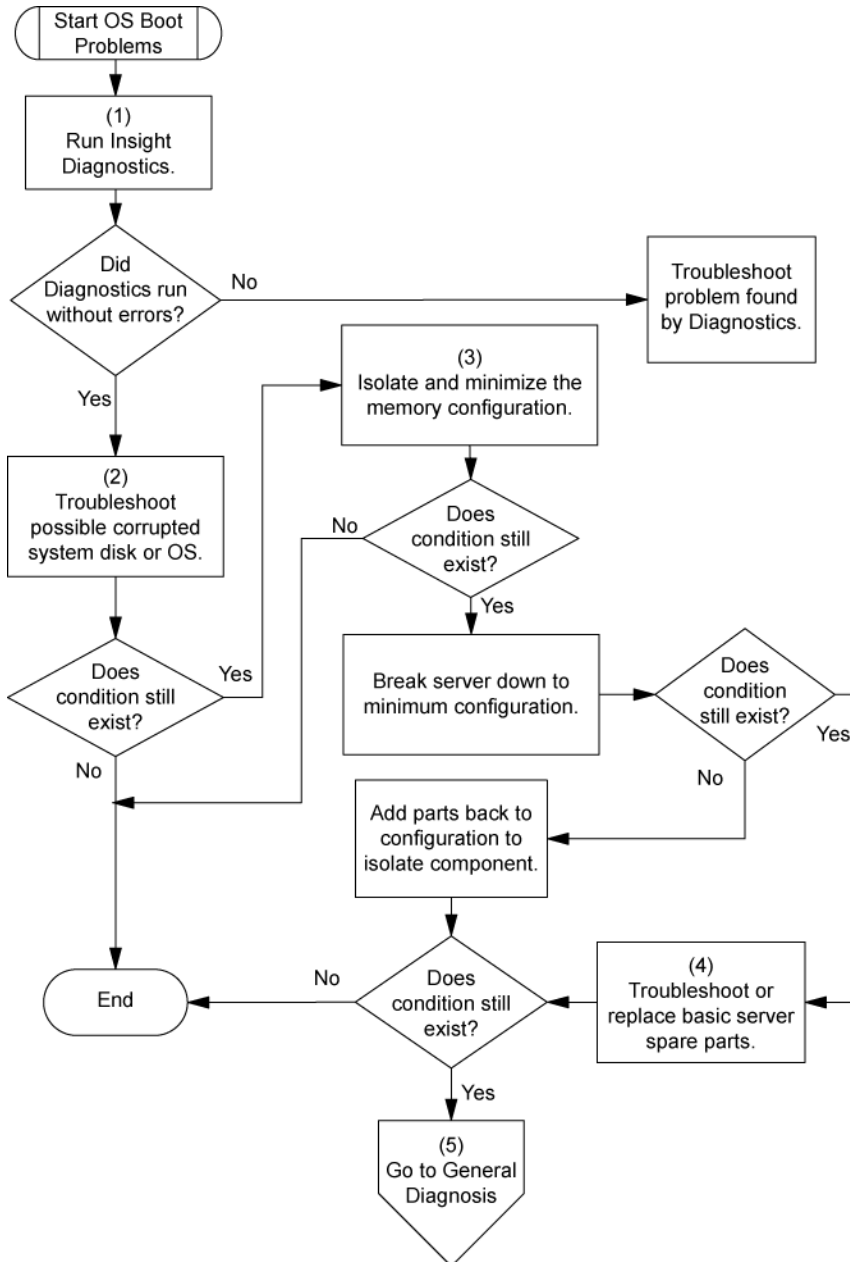 Start OS Boot
Problems
(1)
Run Insight
Diagnostics.
Did
Diagnostics run
without errors?
No
Troubleshoot
problem found
by Diagnostics.
Yes
(2)
Troubleshoot
possible corrupted
system disk or OS.
Does
condition still
exist?
Yes
No
(3)
Isolate and minimize the
memory configuration.
Does
condition still
exist?
No
Yes
Break server down to
minimum configuration.
Does
condition
still exist?
Yes
No
Add parts back to
configuration to
isolate component.
Does
condition still
exist?
No
End
(4)
Troubleshoot or
replace basic server
spare parts.
Yes
(5)
Go to General
Diagnosis